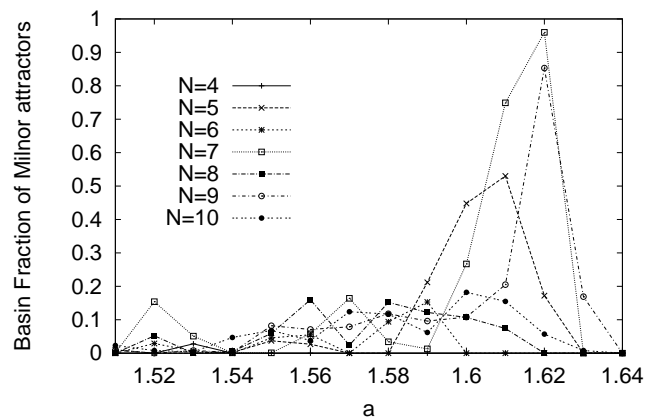 Basin Fraction of Milnor attractors
1
0.9
0.8
0.7
0.6
0.5
0.4
0.3
0.2
0.1
0
N=4
N=5
N=6
N=7
N=8
N=9
N=10
1.52 1.54 1.56 1.58 1.6 1.62 1.64
a